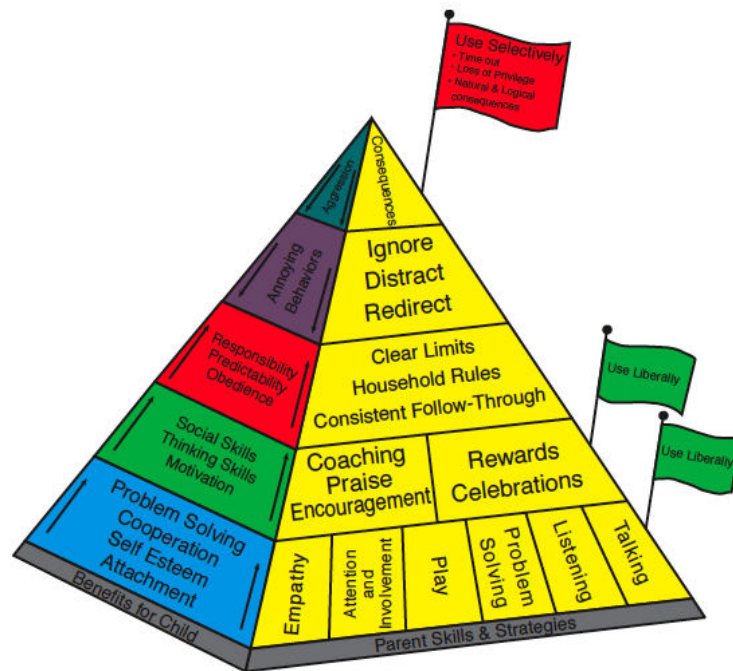 Use Selectively
• Time out
• Loss of Privilege
• Natural & Logical
consequences
Aggression
Consequences
Annoying
Behaviors
Ignore
Distract
Redirect
Responsibility
Predictability
Obedience
Clear Limits
Household Rules
Consistent Follow-Through
Use Liberally
Social Skills
Thinking Skills
Motivation
Coaching
Praise
Encouragement
Rewards
Celebrations
Use Liberally
Problem Solving
Cooperation
Self Esteem
Attachment
Empathy
Attention
and
Involvement
Play
Problem
Solving
Listening
Talking
Benefits for Child
Parent Skills & Strategies